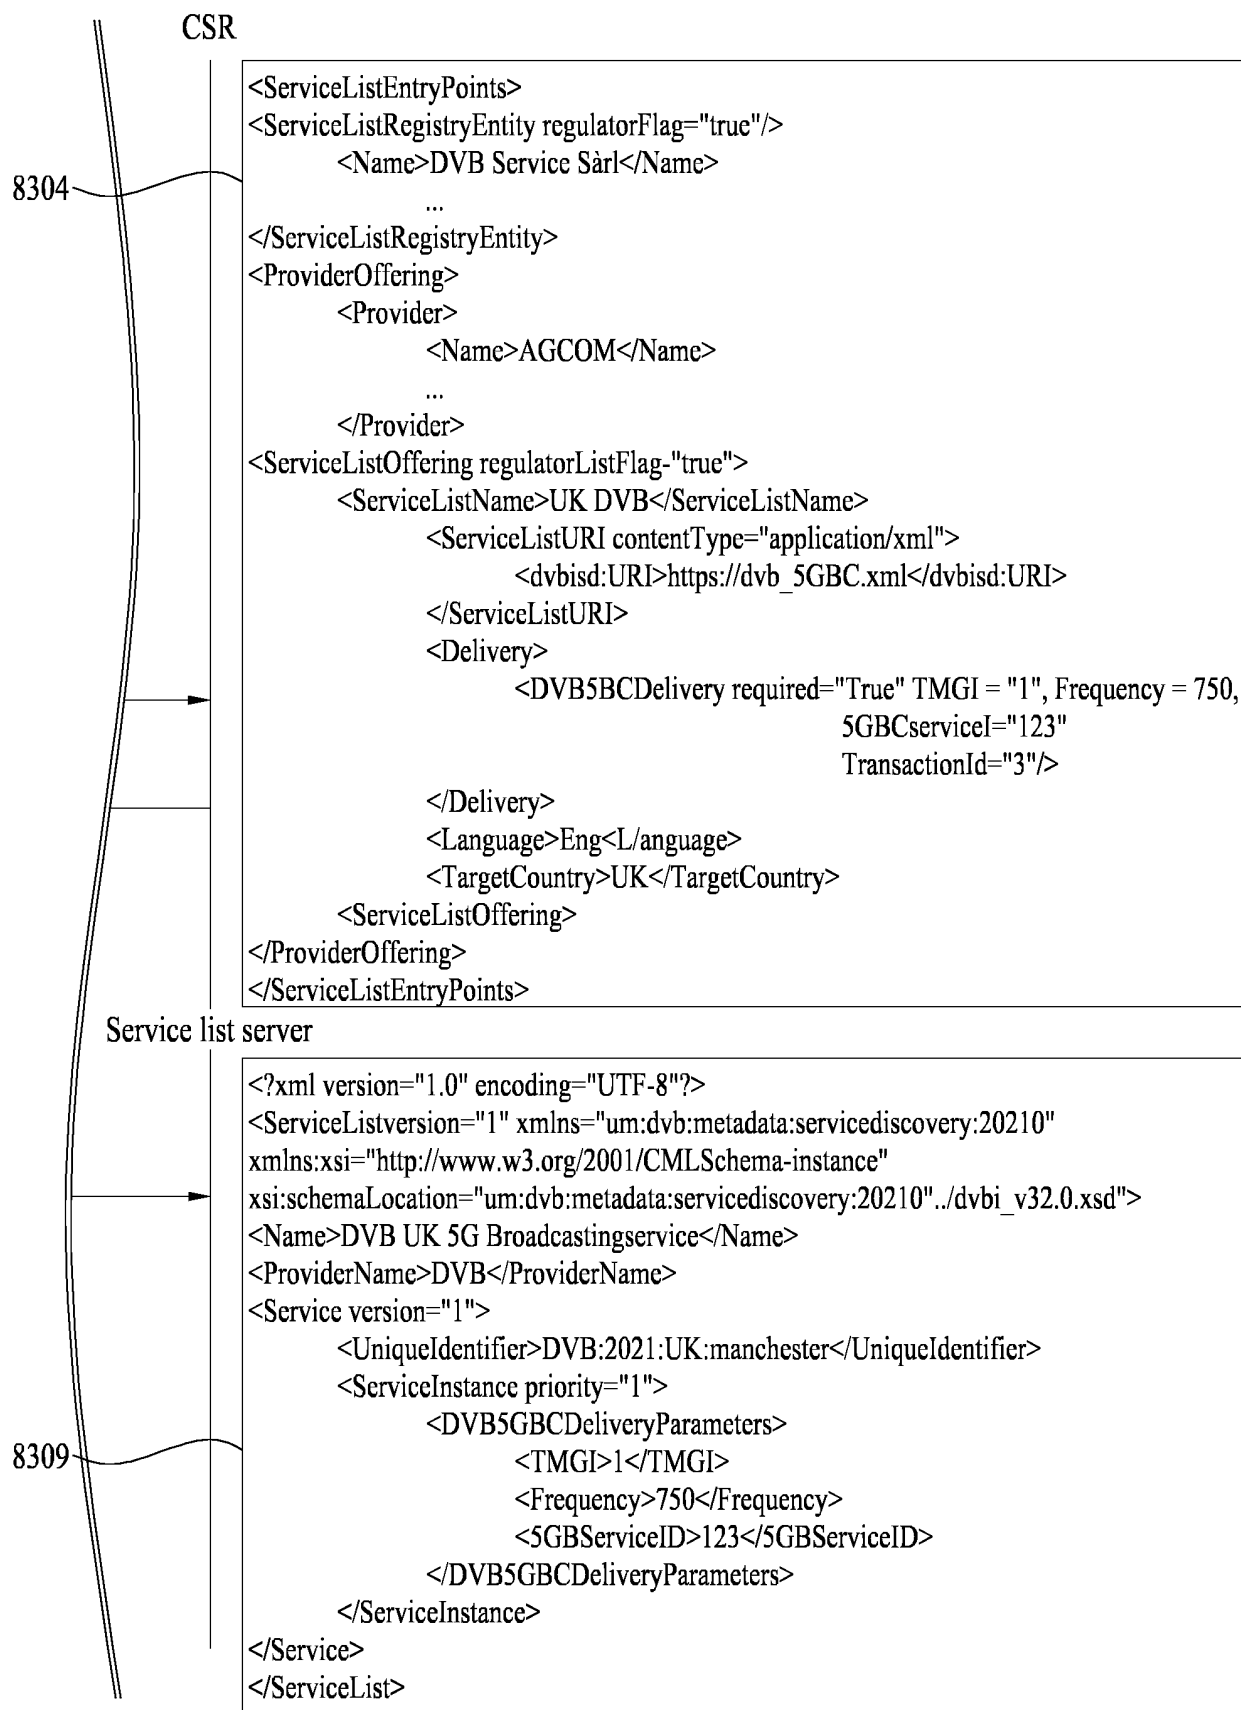 CSR
<ServiceListEntryPoints>
<ServiceListRegistryEntity regulatorFlag="true"/>
<Name>DVB Service Sàrl</Name>
8304
...
</ServiceListRegistryEntity>
<ProviderOffering>
<Provider>
<Name>AGCOM</Name>
...
</Provider>
<ServiceListOffering regulatorListFlag-"true">
<ServiceListName>UK DVB</ServiceListName>
<ServiceListURI contentType="application/xml">
<dvbisd:URI>https://dvb_5GBC.xml</dvbisd:URI>
</ServiceListURI>
<Delivery>
<DVB5BCDelivery required="True" TMGI = "1", Frequency = 750,
5GBCserviceI="123"
TransactionId="3"/>
</Delivery>
<Language>Eng<L/anguage>
<TargetCountry>UK</TargetCountry>
<ServiceListOffering>
</ProviderOffering>
</ServiceListEntryPoints>
Service list server
<?xml version="1.0" encoding="UTF-8"?>
<ServiceListversion="1" xmlns="um:dvb:metadata:servicediscovery:20210"
xmlns:xsi="http://www.w3.org/2001/CMLSchema-instance"
xsi:schemaLocation="um:dvb:metadata:servicediscovery:20210"../dvbi_v32.0.xsd">
<Name>DVB UK 5G Broadcastingservice</Name>
<ProviderName>DVB</ProviderName>
<Service version="1">
<UniqueIdentifier>DVB:2021:UK:manchester</UniqueIdentifier>
<ServiceInstance priority="1">
<DVB5GBCDeliveryParameters>
8309
<TMGI>1</TMGI>
<Frequency>750</Frequency>
<5GBServiceID>123</5GBServiceID>
</DVB5GBCDeliveryParameters>
</ServiceInstance>
</Service>
</ServiceList>